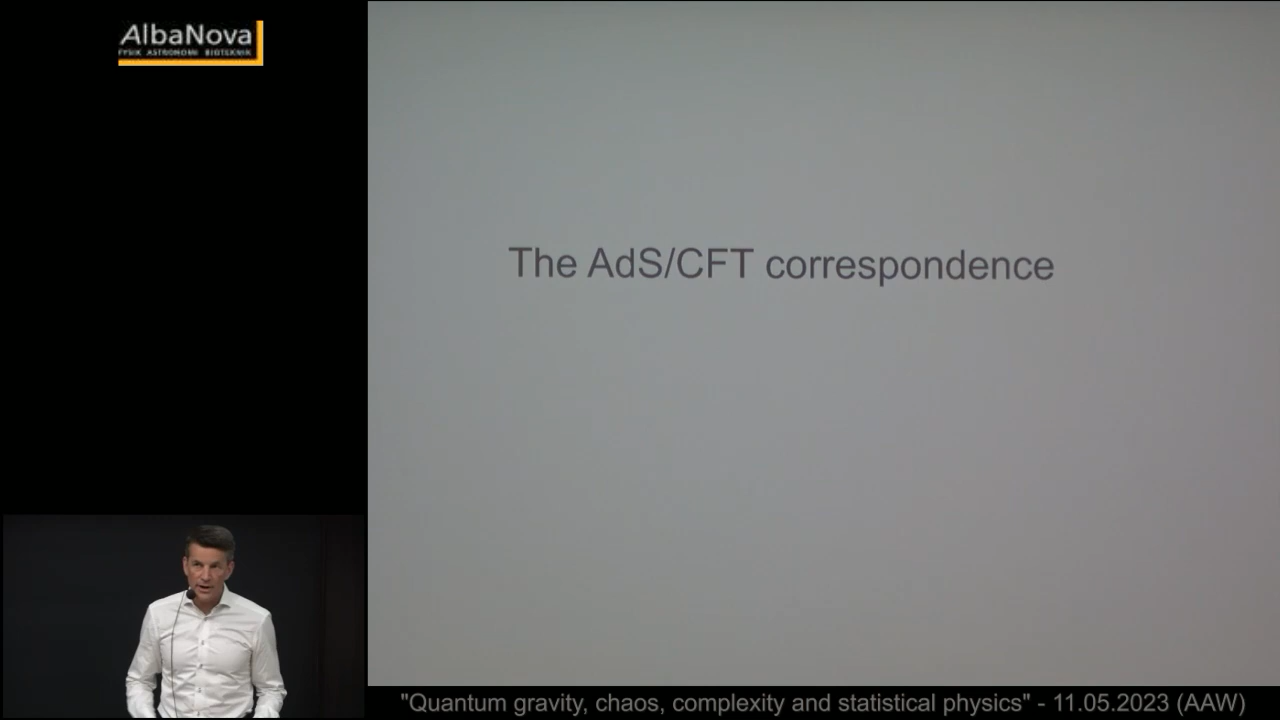 AlbaNova
FYSIK ASTRONOMI BIOTEKNIK
The AdS/CFT correspondence
"Quantum gravity, chaos, complexity and statistical physics" - 11.05.2023 (AAW)